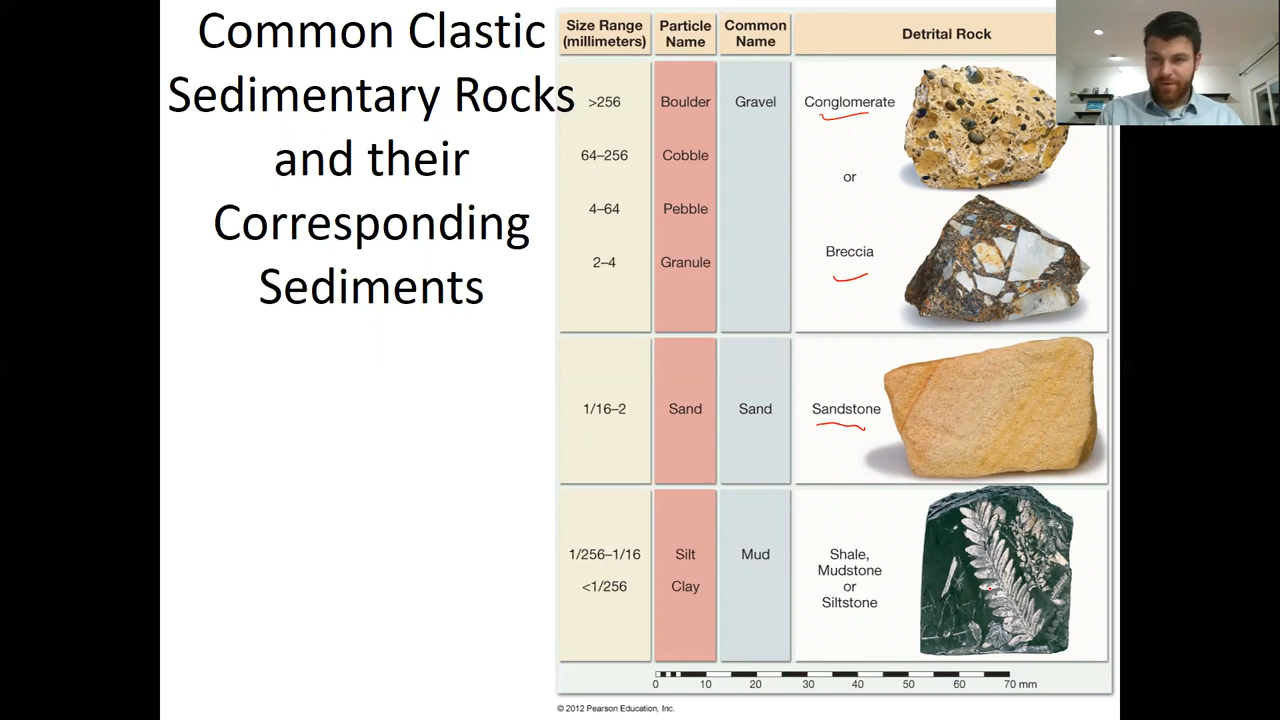 Common Clastic
Sedimentary Rocks
and their
Corresponding
Sediments
Size Range
(millimeters)
Particle
Name
Common
Name
Detrital Rock
>256
Boulder
Gravel
Conglomerate
64–256
Cobble
or
4–64
Pebble
Breccia
2–4
Granule
1/16–2
Sand
Sand
Sandstone
1/256–1/16
Silt
Mud
Shale,
Mudstone
or
Siltstone
<1/256
Clay
0 10 20 30 40 50 60 70 mm
© 2012 Pearson Education, Inc.